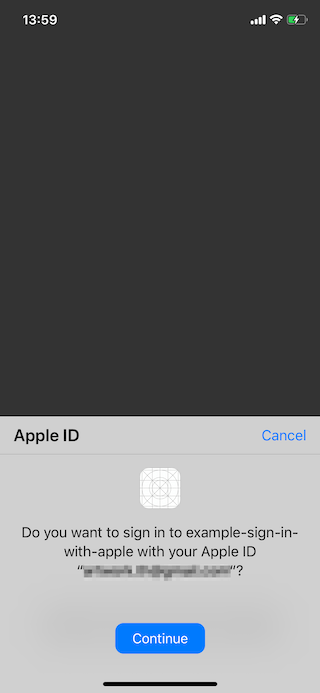 13:59
Apple ID
Cancel
Do you want to sign in to example-sign-in-
with-apple with your Apple ID
“ ”?
Continue